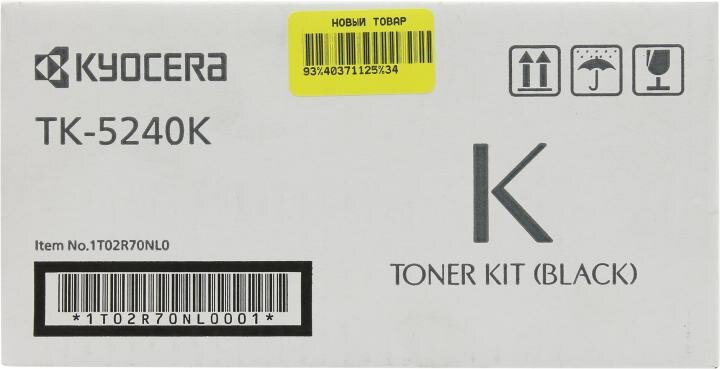 НОВЫЙ ТОВАР
93%40371125%34
KYOCERA
TK-5240K
K
Item No.1T02R70NL0
TONER KIT (BLACK)
*1T02R70NL0001*